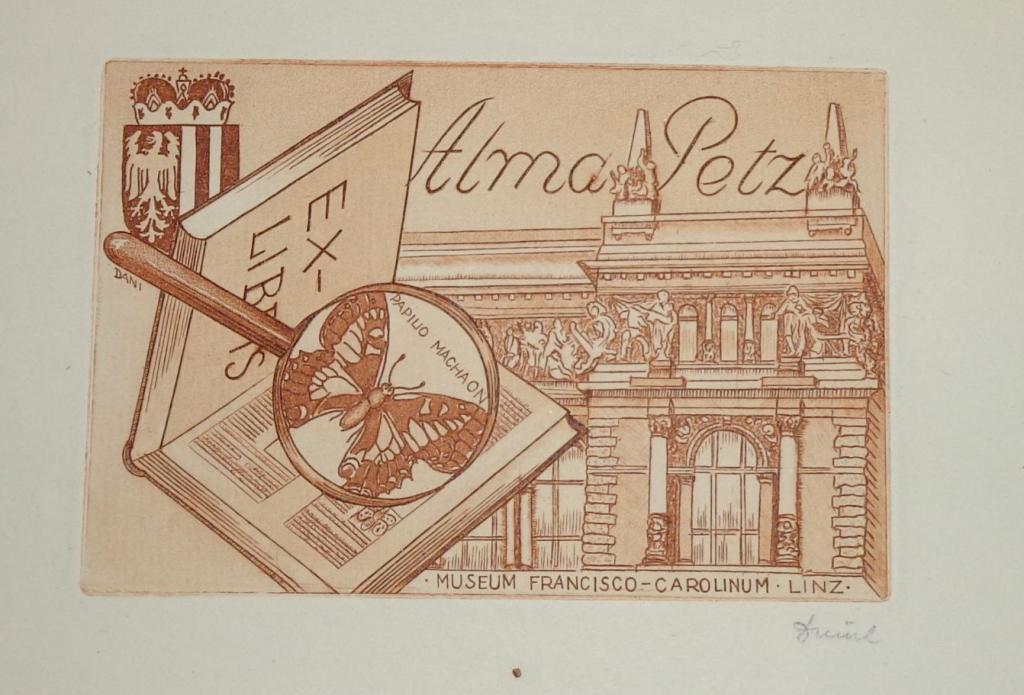 Alma Petz
EX-
LIBRIS
DANI
PAPILIO MACHAON
· MUSEUM FRANCISCO-CAROLINUM · LINZ ·